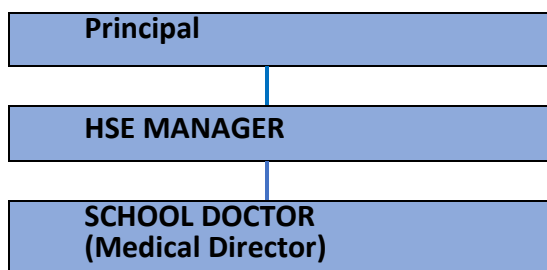 Principal
HSE MANAGER
SCHOOL DOCTOR
(Medical Director)